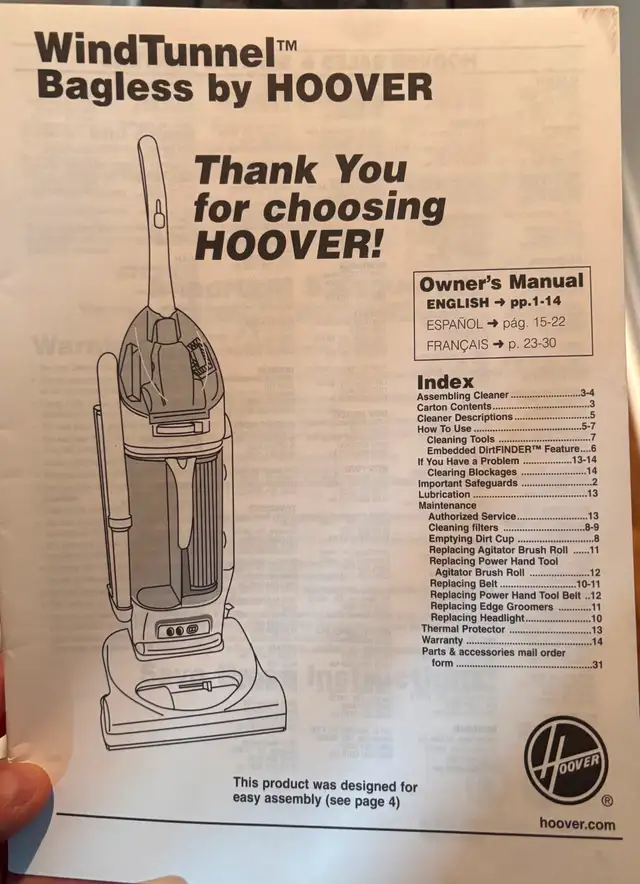 WindTunnel™
Bagless by HOOVER
Thank You
for choosing
HOOVER!
Owner's Manual
ENGLISH ➜ pp.1-14
ESPAÑOL ➜ pág. 15-22
FRANÇAIS ➜ p. 23-30
Index
Assembling Cleaner ........................3-4
Carton Contents..................................3
Cleaner Descriptions...........................5
How To Use .....................................5-7
Cleaning Tools ................................7
Embedded DirtFINDER™ Feature....6
If You Have a Problem .................13-14
Clearing Blockages ........................14
Important Safeguards .........................2
Lubrication ........................................13
Maintenance
Authorized Service.........................13
Cleaning filters .............................8-9
Emptying Dirt Cup ...........................8
Replacing Agitator Brush Roll ......11
Replacing Power Hand Tool
Agitator Brush Roll .....................12
Replacing Belt ...........................10-11
Replacing Power Hand Tool Belt ..12
Replacing Edge Groomers ...........11
Replacing Headlight.......................10
Thermal Protector .............................13
Warranty ............................................14
Parts & accessories mail order
form ................................................31
This product was designed for
easy assembly (see page 4)
HOOVER
®
hoover.com